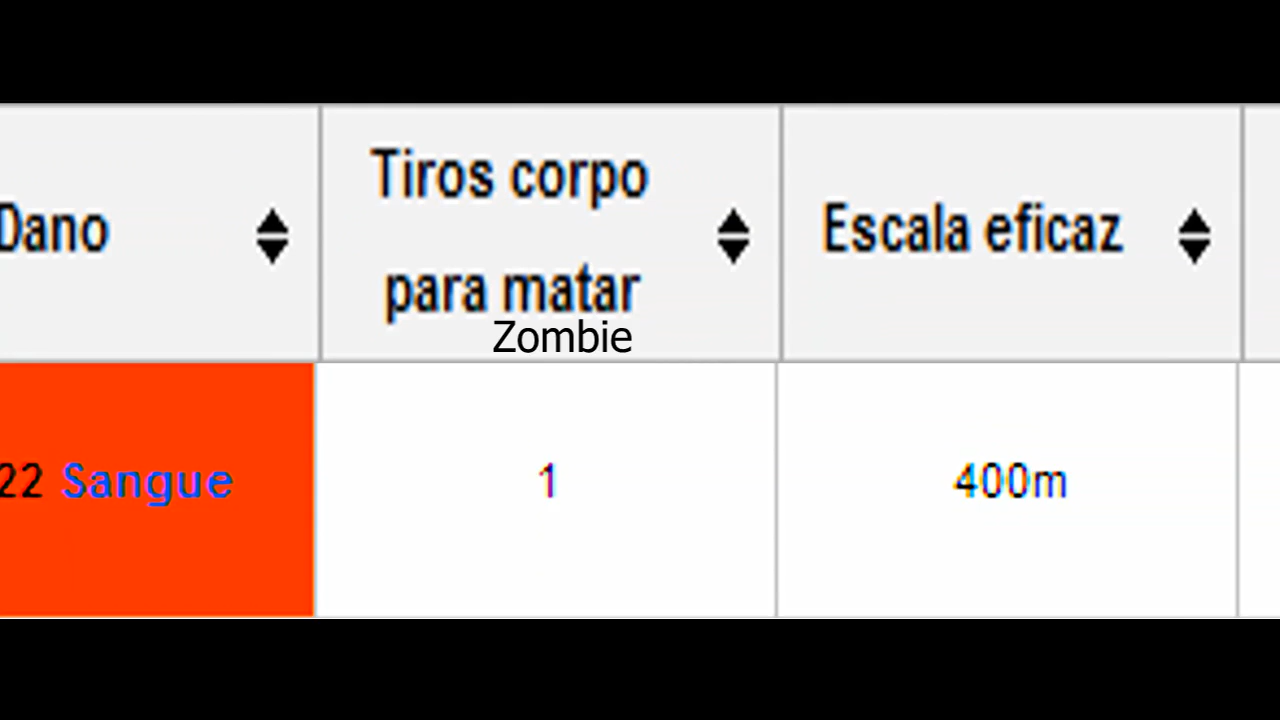 Dano
Tiros corpo
para matar
Zombie
Escala eficaz
22 Sangue
1
400m